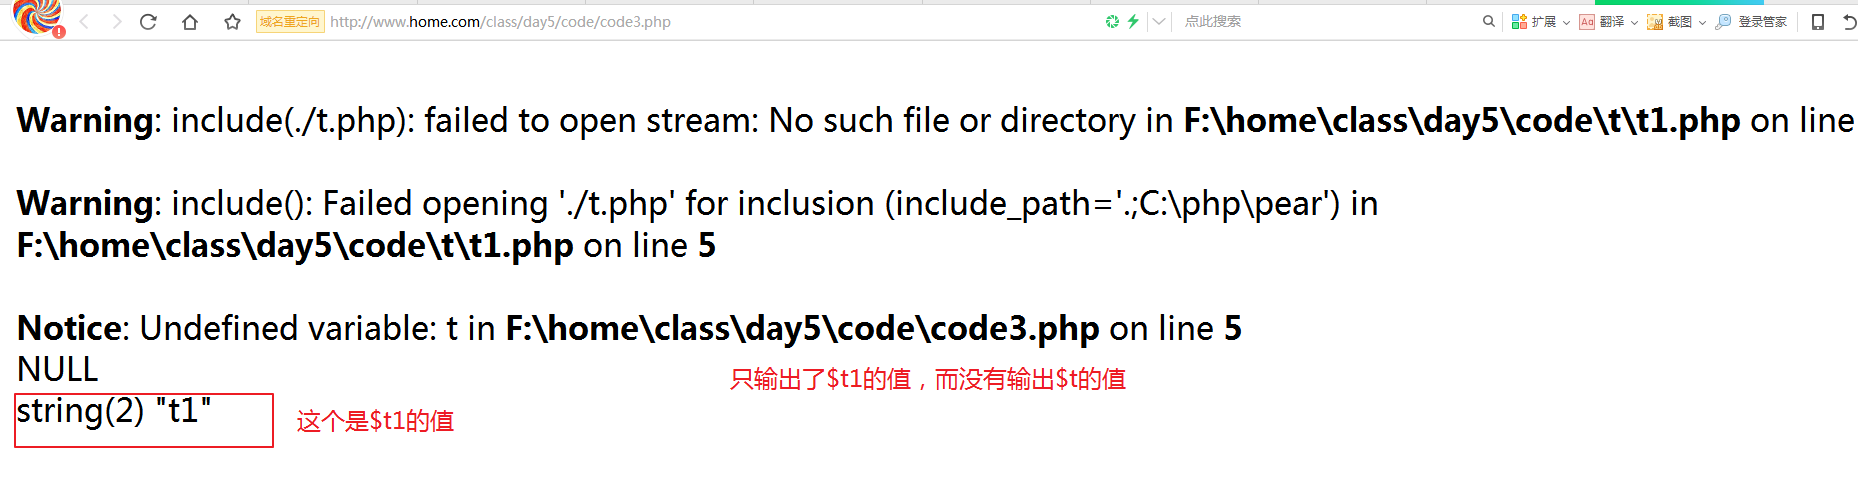 域名重定向 http://www.home.com/class/day5/code/code3.php 点此搜索 扩展 Aa 翻译 截图 登录管家
Warning: include(./t.php): failed to open stream: No such file or directory in F:\home\class\day5\code\t\t1.php on line
Warning: include(): Failed opening './t.php' for inclusion (include_path='.;C:\php\pear') in
F:\home\class\day5\code\t\t1.php on line 5
Notice: Undefined variable: t in F:\home\class\day5\code\code3.php on line 5
NULL
只输出了$t1的值，而没有输出$t的值
string(2) "t1"
这个是$t1的值